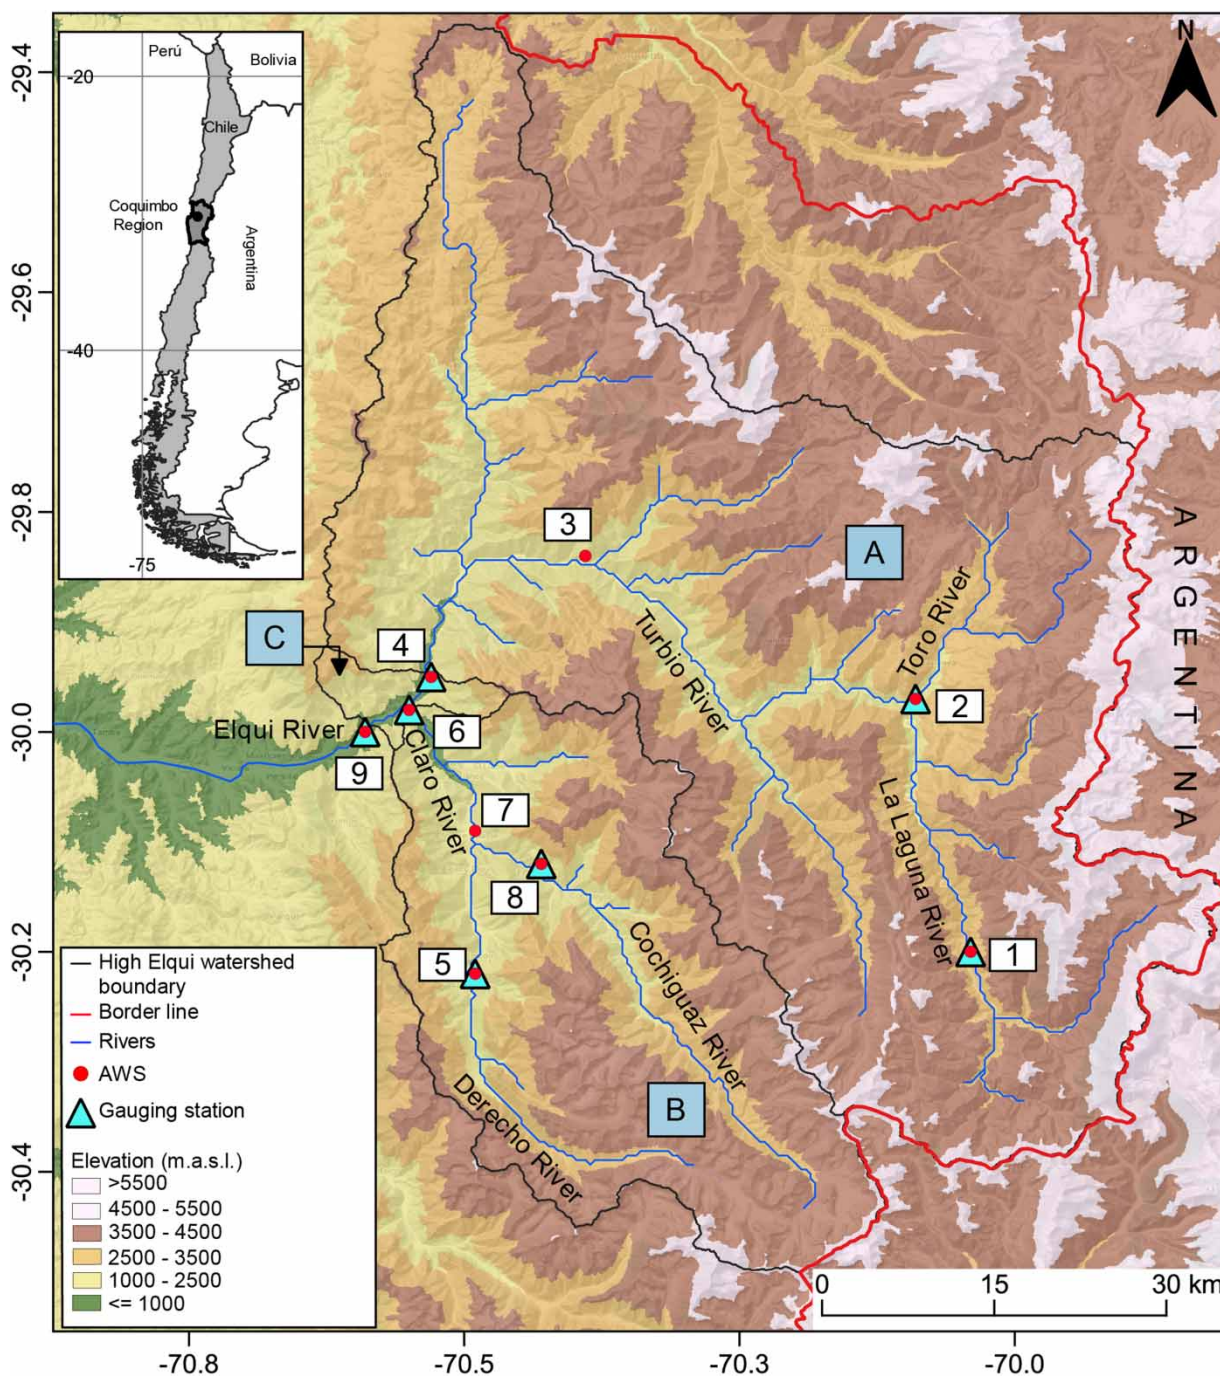 Perú
Bolivia
-20
Chile
Coquimbo
Region
Argentina
-40
-75
N
-29.4
-29.6
-29.8
-30.0
-30.2
-30.4
3
A
ARGENTINA
Toro River
C
4
Turbio River
2
Elqui River
6
9
Claro River
La Laguna River
7
8
Cochiguaz River
5
1
B
Derecho River
High Elqui watershed
boundary
Border line
Rivers
AWS
Gauging station
Elevation (m.a.s.l.)
>5500
4500 - 5500
3500 - 4500
2500 - 3500
1000 - 2500
<= 1000
0 15 30 km
-70.8 -70.5 -70.3 -70.0